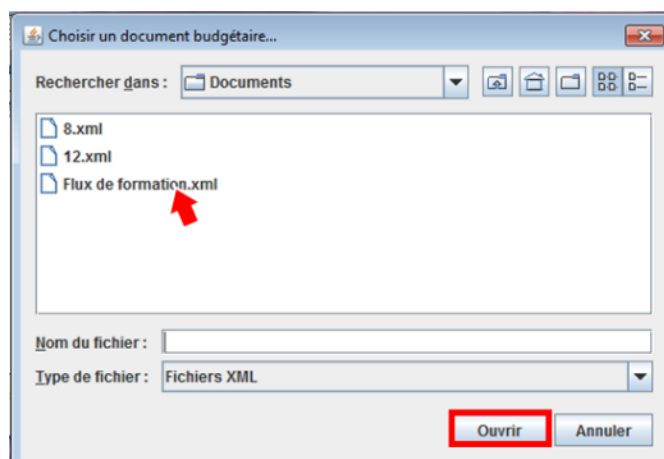 Choisir un document budgétaire...
Rechercher dans : Documents
8.xml
12.xml
Flux de formation.xml
Nom du fichier :
Type de fichier : Fichiers XML
Ouvrir Annuler